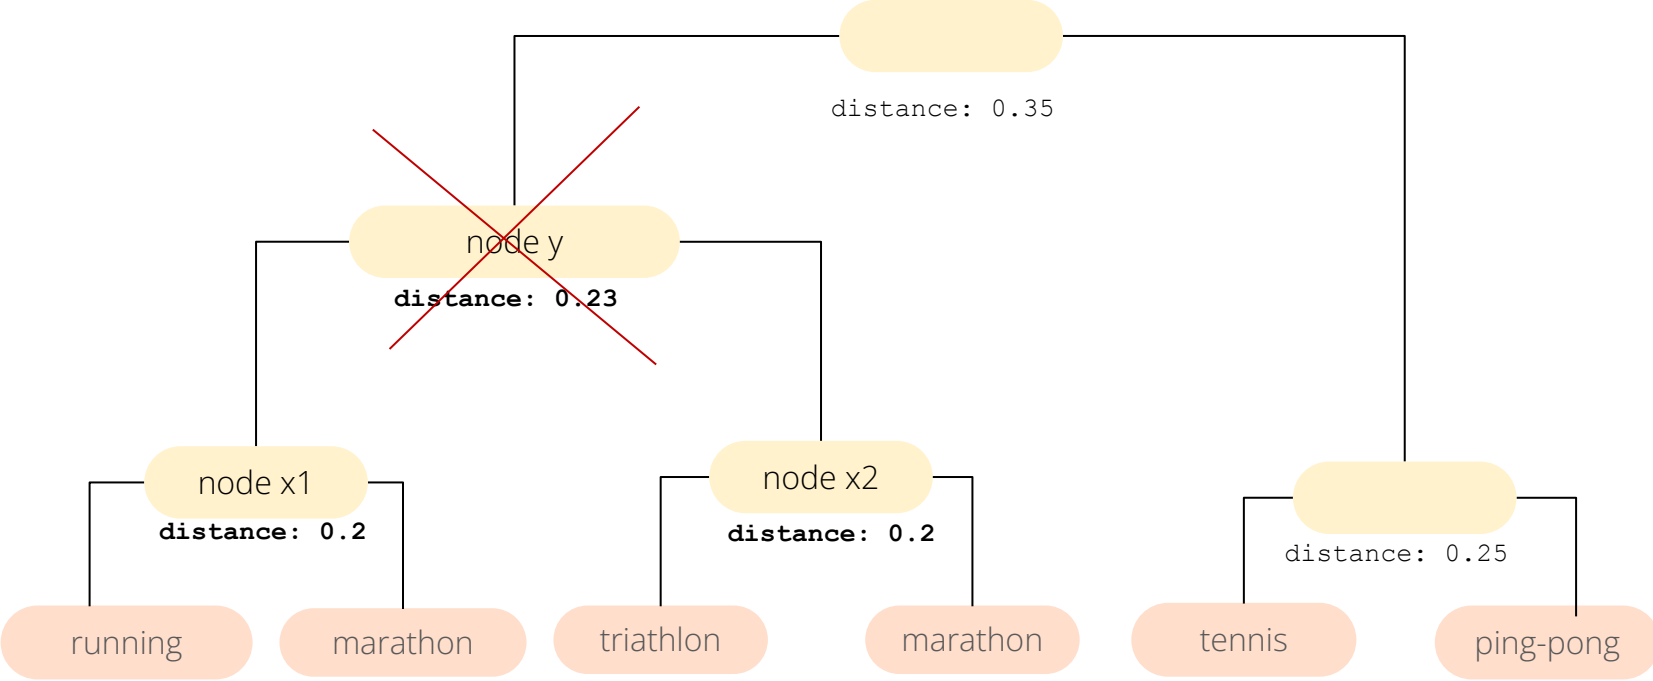 distance: 0.35
node y
distance: 0.23
node x1
distance: 0.2
node x2
distance: 0.2
distance: 0.25
running
marathon
triathlon
marathon
tennis
ping-pong